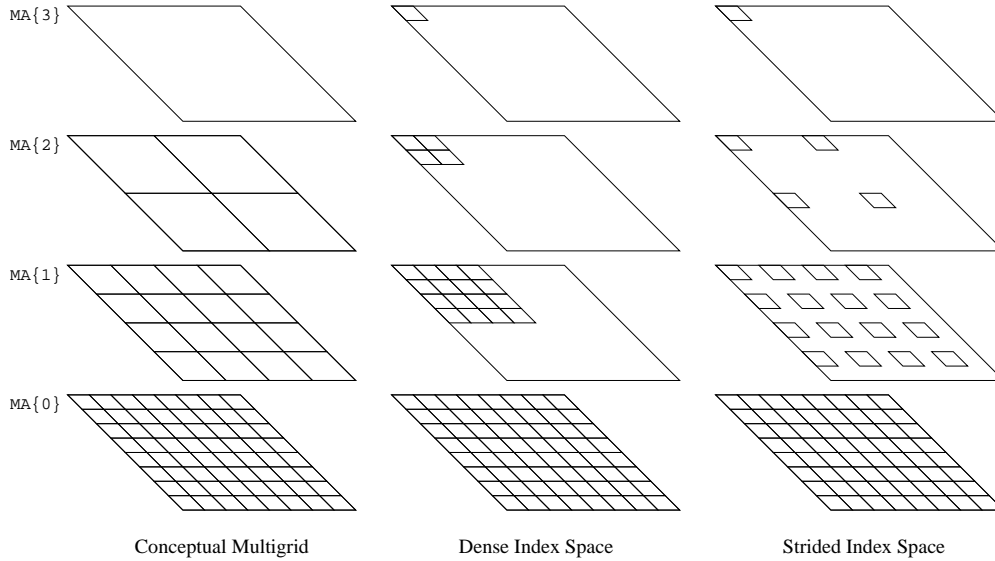 MA{3}
MA{2}
MA{1}
MA{0}
Conceptual Multigrid
Dense Index Space
Strided Index Space